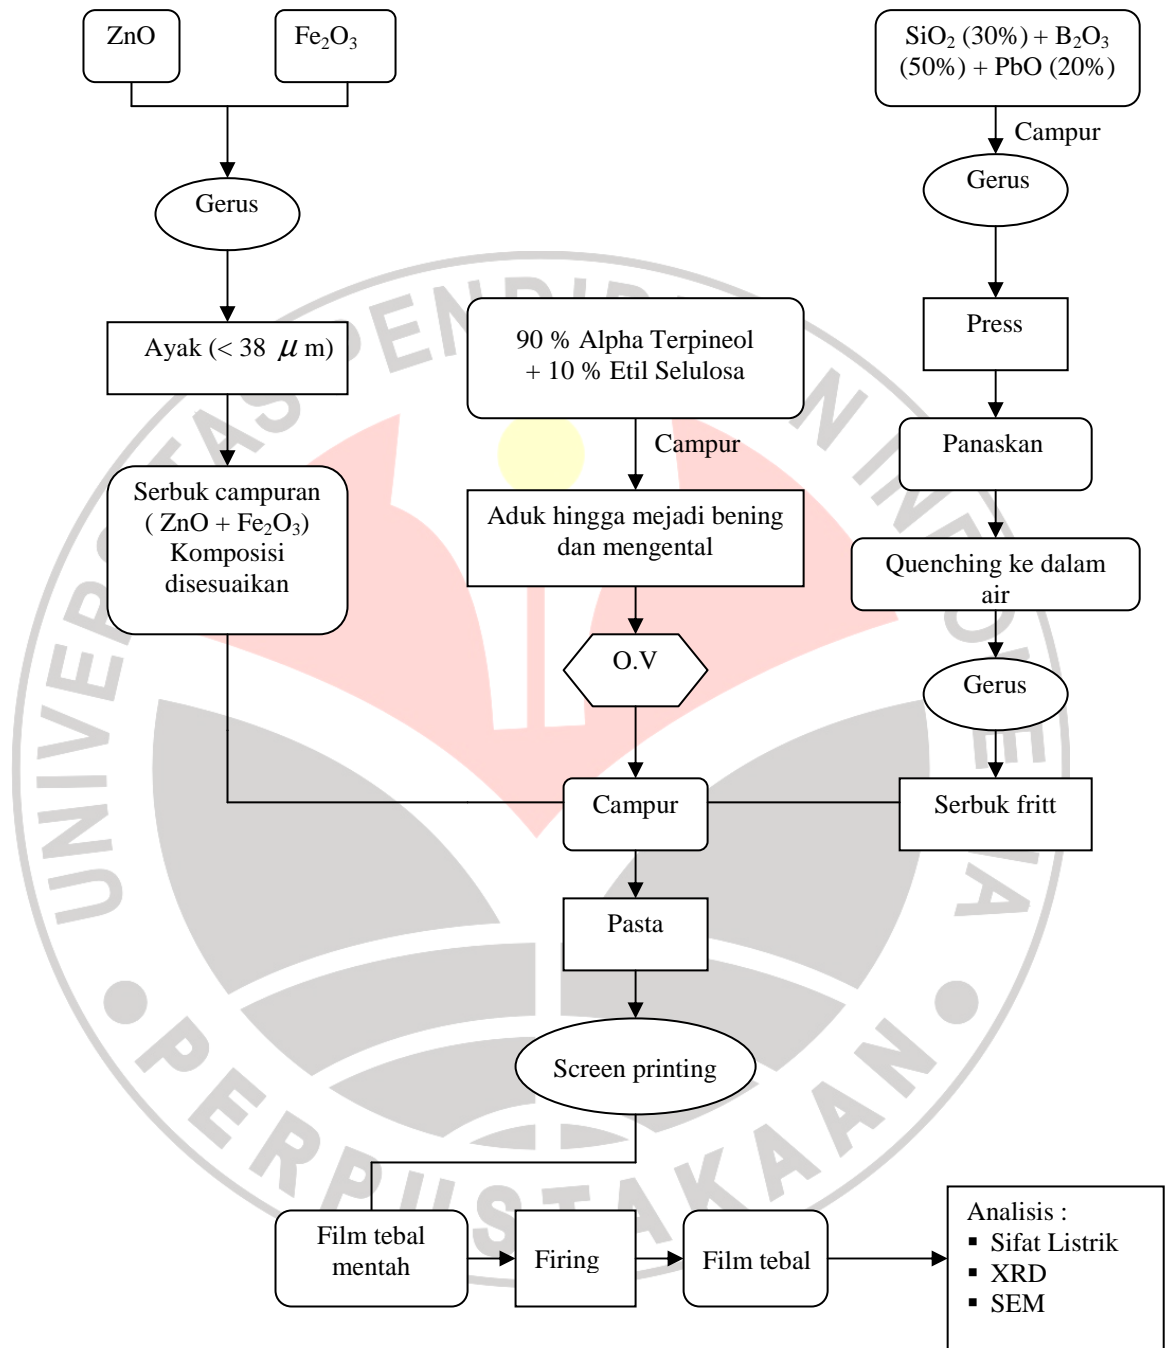 ZnO
Fe₂O₃
SiO₂ (30%) + B₂O₃
(50%) + PbO (20%)
Campur
Gerus
Gerus
Ayak (< 38 μ m)
90 % Alpha Terpineol
+ 10 % Etil Selulosa
Press
Campur
Panaskan
Serbuk campuran
( ZnO + Fe₂O₃)
Komposisi
disesuaikan
Aduk hingga mejadi bening
dan mengental
Quenching ke dalam
air
O.V
Gerus
Campur
Serbuk fritt
Pasta
Screen printing
Film tebal
mentah
Firing
Film tebal
Analisis :
▪ Sifat Listrik
▪ XRD
▪ SEM
UNIVERSITAS PENDIDIKAN INDONESIA
PERPUSTAKAAN